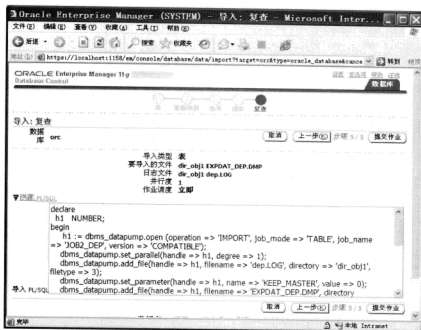 Oracle Enterprise Manager (SYSTEM) - 导入: 复查 - Microsoft Inter...
文件(F) 编辑(E) 查看(V) 收藏(A) 工具(T) 帮助(H)
后退 搜索 收藏夹
https://localhost:1158/em/console/database/data/import?target=orc&type=oracle_database&cance 转到 链接
ORACLE Enterprise Manager 11g
Database Control
数据库
复查
导入: 复查
数据库 orc
取消 上一步(K) 步骤 5 / 5 提交作业
导入类型 表
要导入的文件 dir_obj1 EXPDAT_DEP.DMP
日志文件 dir_obj1 dep.LOG
并行度 1
作业调度 立即
隐藏 PL/SQL
declare
h1 NUMBER;
begin
h1 := dbms_datapump.open (operation => 'IMPORT', job_mode => 'TABLE', job_name
=> 'JOB2_DEP', version => 'COMPATIBLE');
dbms_datapump.set_parallel(handle => h1, degree => 1);
dbms_datapump.add_file(handle => h1, filename => 'dep.LOG', directory => 'dir_obj1',
filetype => 3);
dbms_datapump.set_parameter(handle => h1, name => 'KEEP_MASTER', value => 0);
dbms_datapump.add_file(handle => h1, filename => 'EXPDAT_DEP.DMP', directory
导入 PL/SQL
取消 上一步(K) 步骤 5 / 5 提交作业
完毕 本地 Intranet